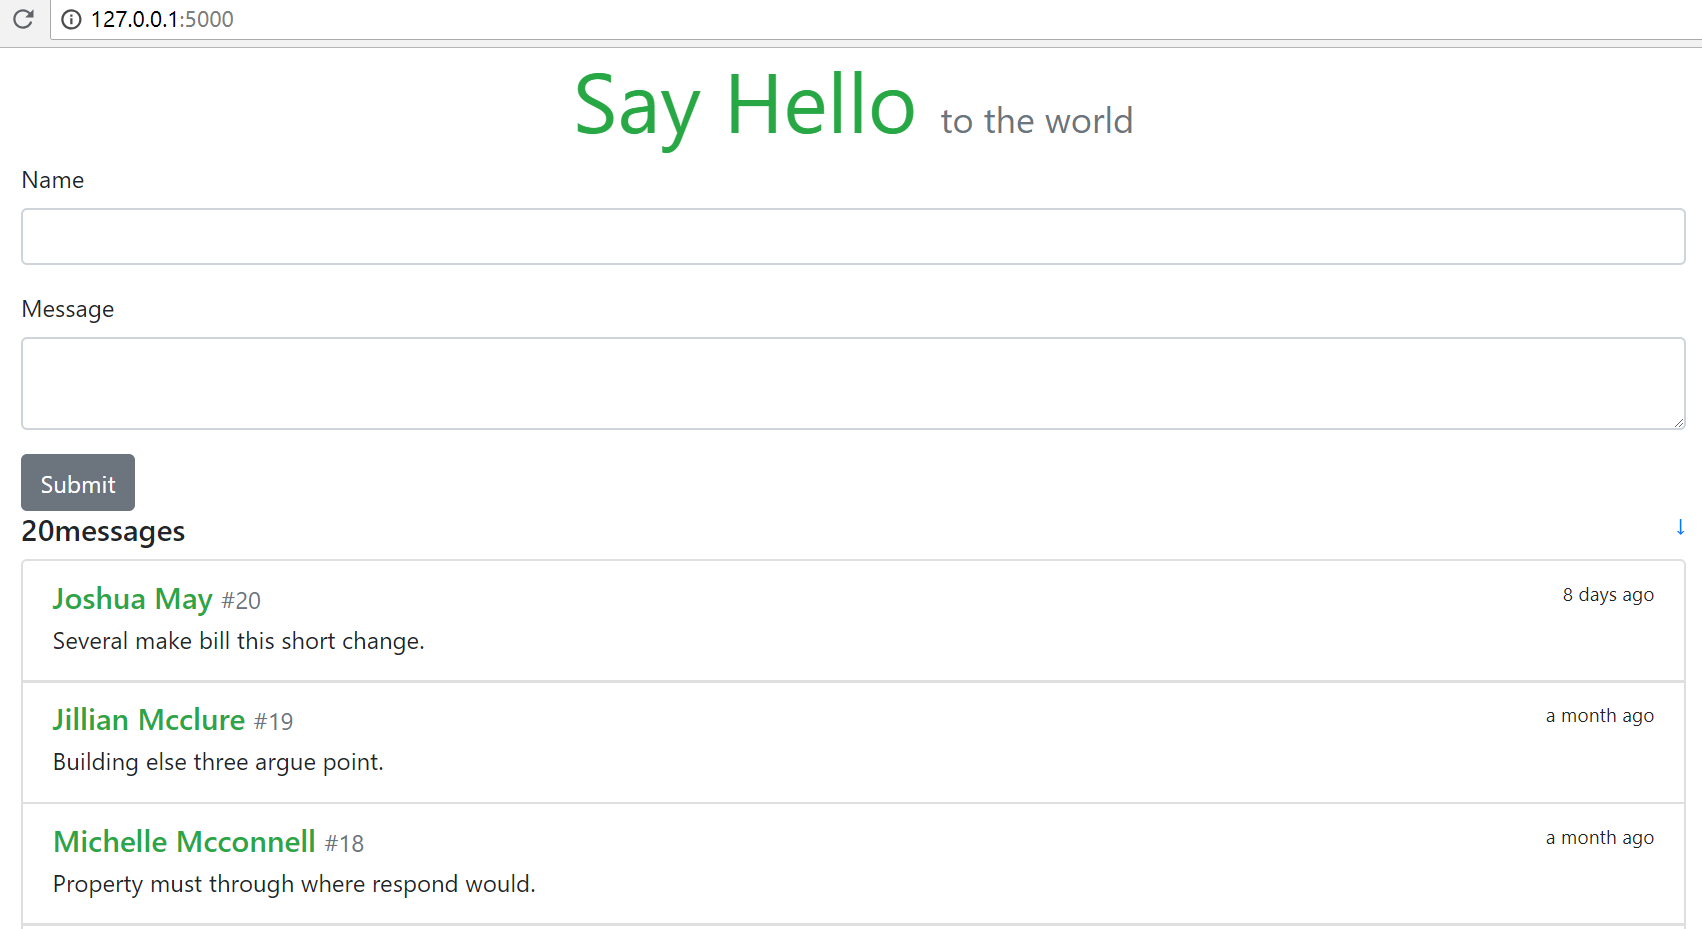 127.0.0.1:5000
Say Hello to the world
Name
Message
Submit
20messages ↓
Joshua May #20 8 days ago
Several make bill this short change.
Jillian Mcclure #19 a month ago
Building else three argue point.
Michelle Mcconnell #18 a month ago
Property must through where respond would.